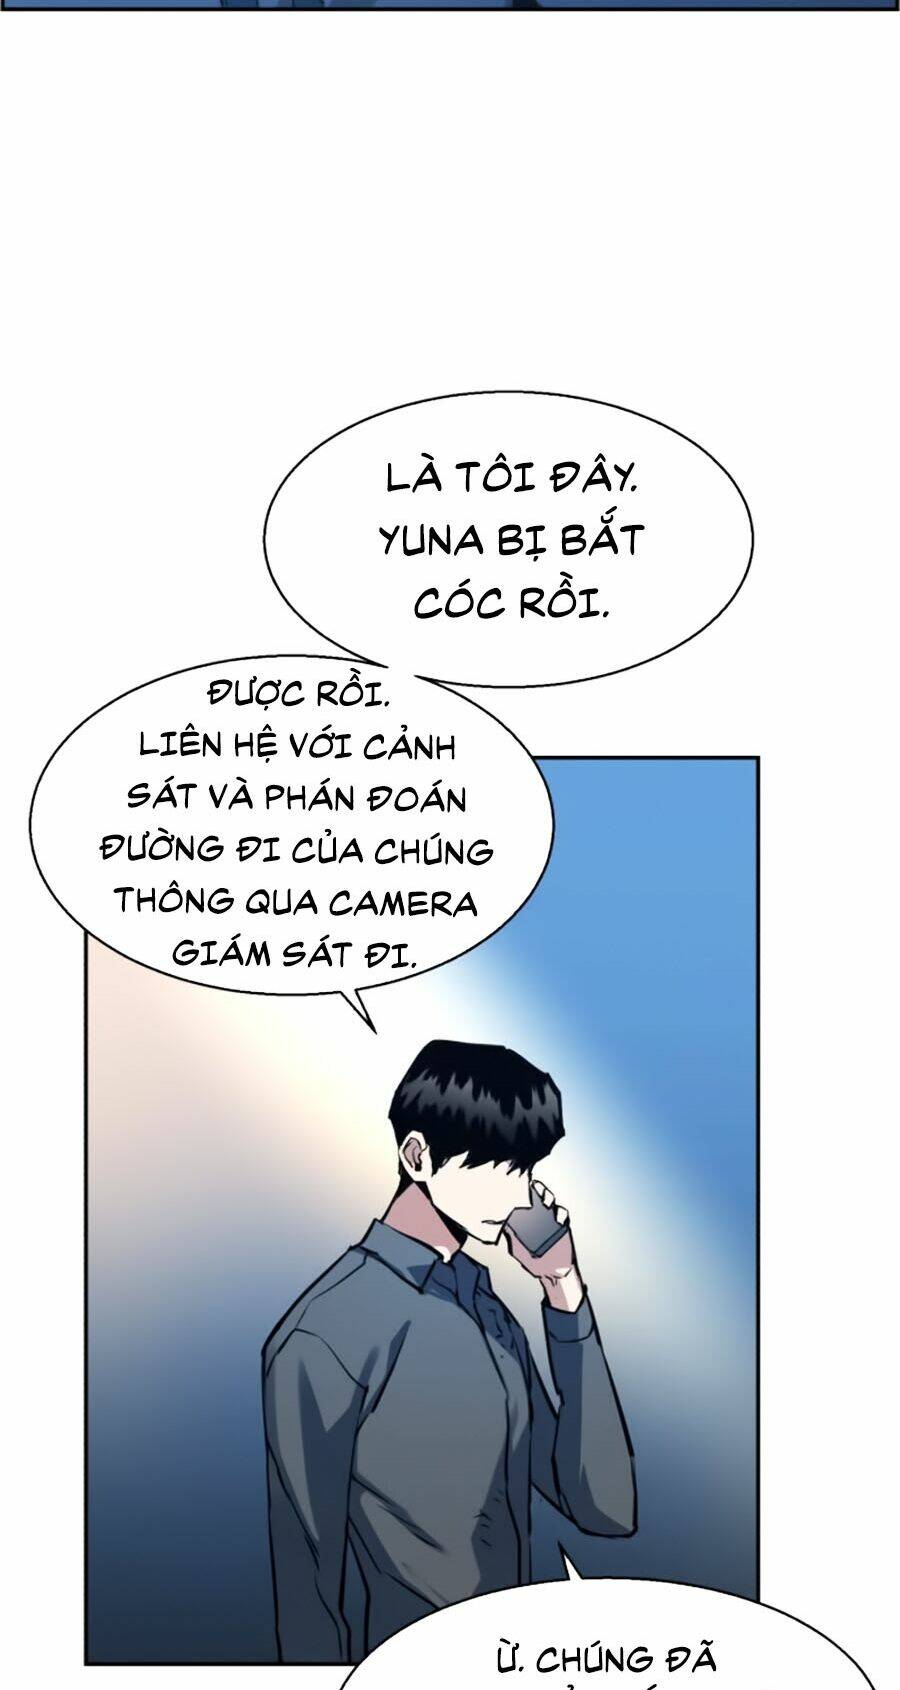 LÀ TÔI ĐÂY.
YUNA BỊ BẮT
CÓC RỒI.
ĐƯỢC RỒI.
LIÊN HỆ VỚI CẢNH
SÁT VÀ PHÁN ĐOÁN
ĐƯỜNG ĐI CỦA CHÚNG
THÔNG QUA CAMERA
GIÁM SÁT ĐI.
Ừ. CHÚNG ĐÃ